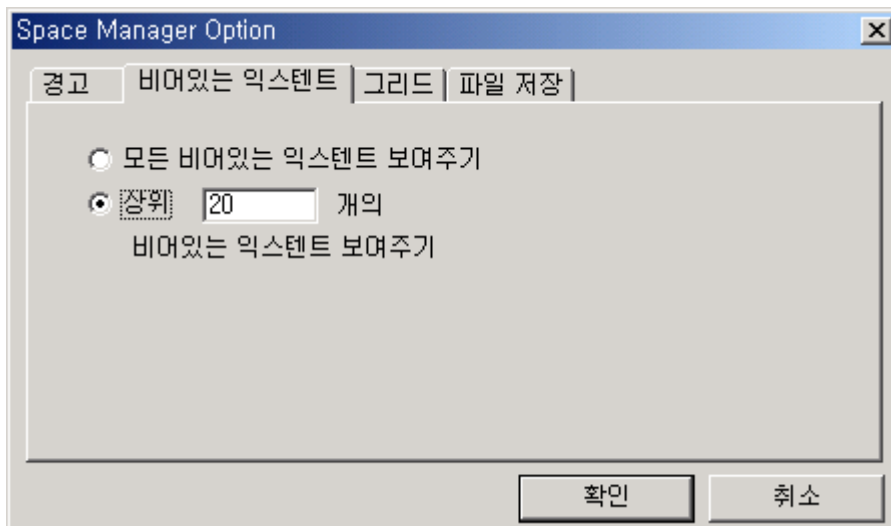 Space Manager Option
경고 비어있는 익스텐트 그리드 파일 저장
모든 비어있는 익스텐트 보여주기
장위 20 개의
비어있는 익스텐트 보여주기
확인 취소